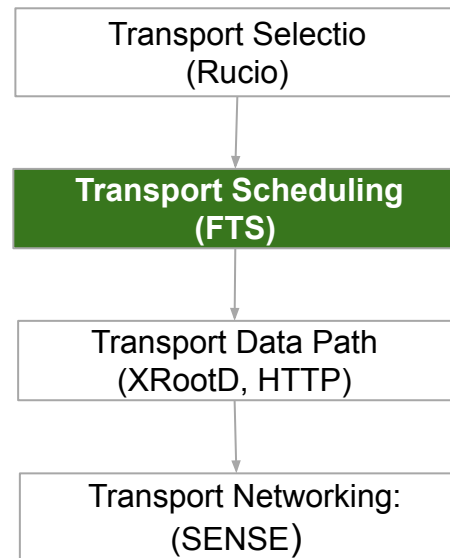 Transport Selectio
(Rucio)
Transport Scheduling
(FTS)
Transport Data Path
(XRootD, HTTP)
Transport Networking:
(SENSE)